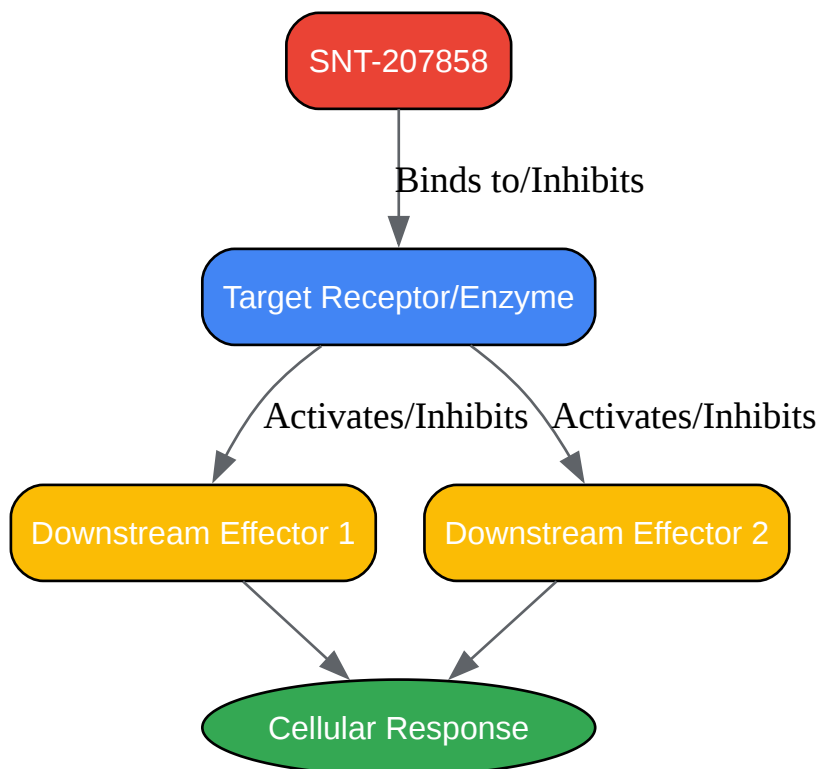 SNT-207858
Binds to/Inhibits
Target Receptor/Enzyme
Activates/Inhibits
Activates/Inhibits
Downstream Effector 1
Downstream Effector 2
Cellular Response